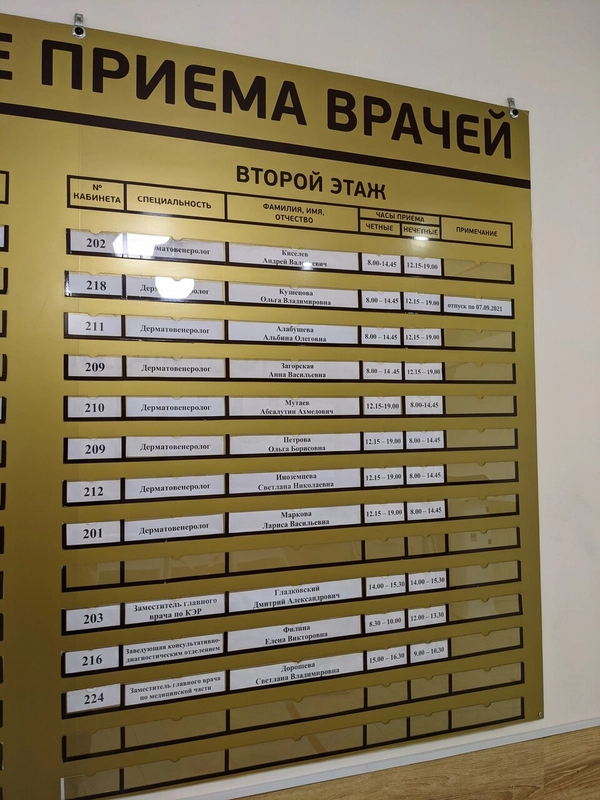 Е ПРИЕМА ВРАЧЕЙ
ВТОРОЙ ЭТАЖ
№ КАБИНЕТА СПЕЦИАЛЬНОСТЬ ФАМИЛИЯ, ИМЯ, ОТЧЕСТВО ЧАСЫ ПРИЕМА ЧЕТНЫЕ НЕЧЕТНЫЕ ПРИМЕЧАНИЕ
202 Дерматовенеролог Киселев Андрей Валерьевич 8.00-14.45 12.15-19.00
218 Дерматовенеролог Кузнецова Ольга Владимировна 8.00 – 14.45 12.15 – 19.00 отпуск по 07.09.2021
211 Дерматовенеролог Алабушева Альбина Олеговна 8.00 – 14.45 12.15 – 19.00
209 Дерматовенеролог Загорская Анна Васильевна 8.00 – 14.45 12.15 – 19.00
210 Дерматовенеролог Мутаев Абсалутин Ахмедович 12.15-19.00 8.00-14.45
209 Дерматовенеролог Петрова Ольга Борисовна 12.15 – 19.00 8.00 – 14.45
212 Дерматовенеролог Иноземцева Светлана Николаевна 12.15 – 19.00 8.00 – 14.45
201 Дерматовенеролог Маркова Лариса Васильевна 12.15 – 19.00 8.00 – 14.45
203 Заместитель главного врача по КЭР Гладковский Дмитрий Александрович 14.00 – 15.30 14.00 – 15.30
216 Заведующая консультативно-диагностическим отделением Филина Елена Викторовна 8.30 – 10.00 12.00 – 13.30
224 Заместитель главного врача по медицинской части Дорошева Светлана Владимировна 15.00 – 16.30 9.00 – 10.30